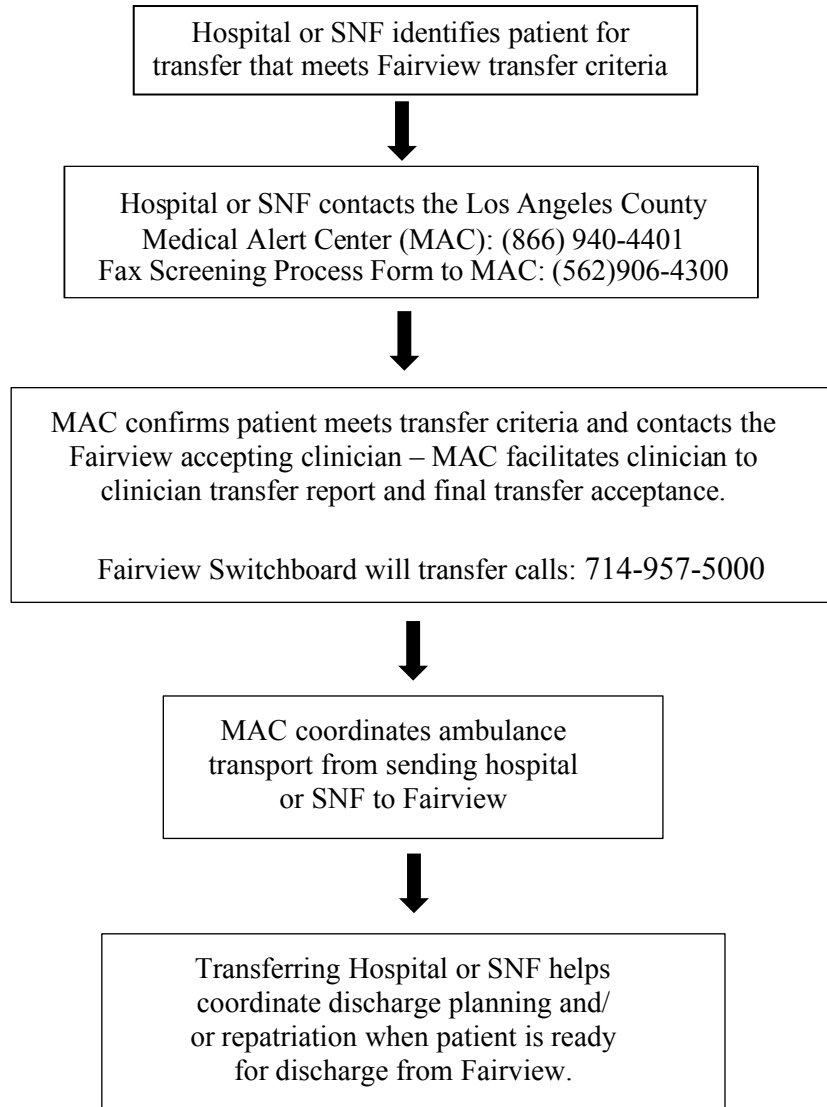 Hospital or SNF identifies patient for
transfer that meets Fairview transfer criteria
Hospital or SNF contacts the Los Angeles County
Medical Alert Center (MAC): (866) 940-4401
Fax Screening Process Form to MAC: (562)906-4300
MAC confirms patient meets transfer criteria and contacts the
Fairview accepting clinician – MAC facilitates clinician to
clinician transfer report and final transfer acceptance.
Fairview Switchboard will transfer calls: 714-957-5000
MAC coordinates ambulance
transport from sending hospital
or SNF to Fairview
Transferring Hospital or SNF helps
coordinate discharge planning and/
or repatriation when patient is ready
for discharge from Fairview.